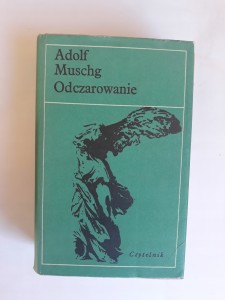 Adolf
Muschg
Odczarowanie
Czytelnik